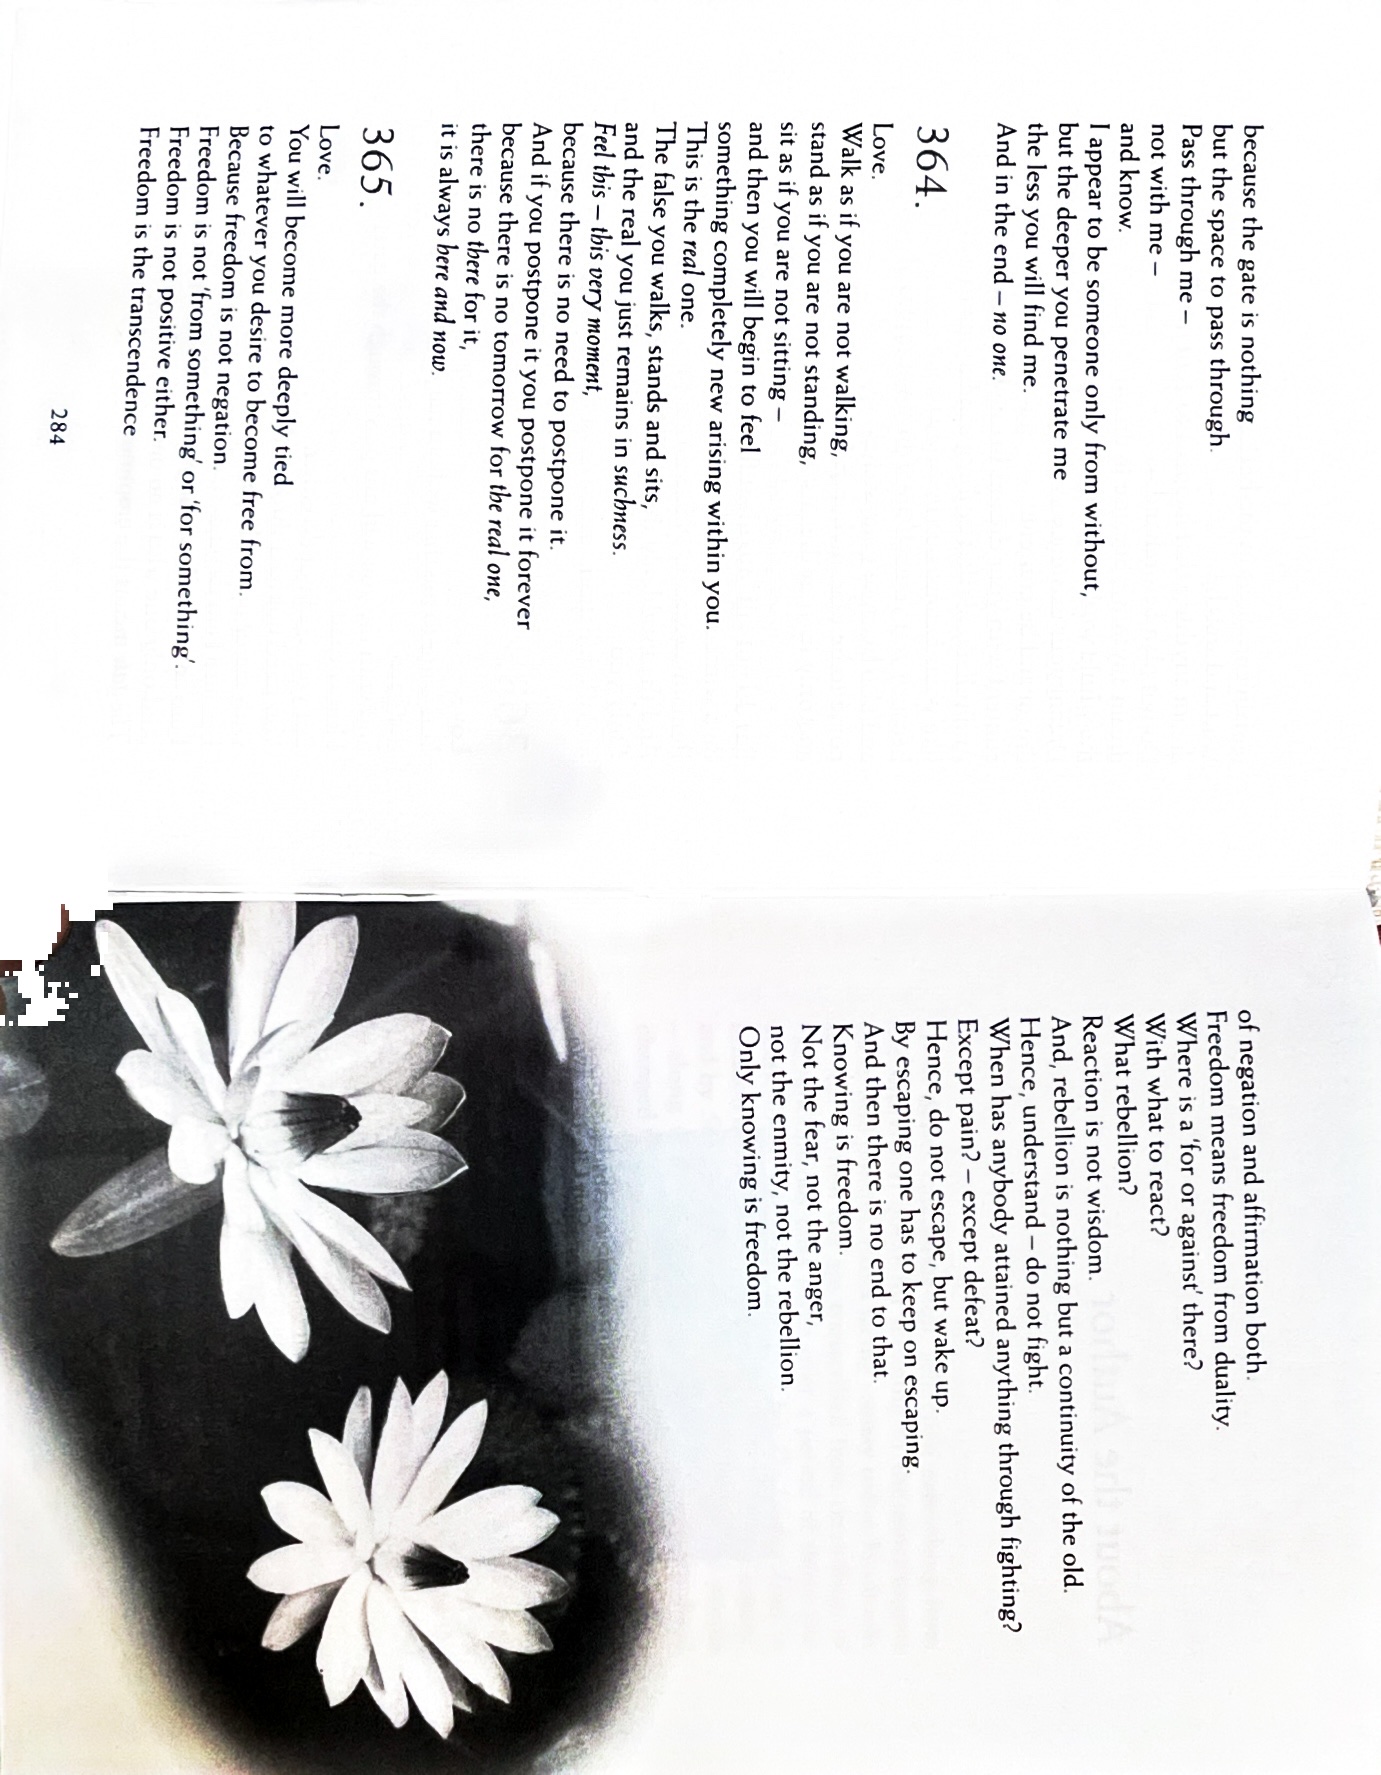 because the gate is nothing
but the space to pass through.
Pass through me –
not with me –
and know.
I appear to be someone only from without,
but the deeper you penetrate me
the less you will find me.
And in the end – no one.
364.
Love.
Walk as if you are not walking,
stand as if you are not standing,
sit as if you are not sitting –
and then you will begin to feel
something completely new arising within you.
This is the real one.
The false you walks, stands and sits,
and the real you just remains in suchness.
Feel this – this very moment,
because there is no need to postpone it.
And if you postpone it you postpone it forever
because there is no tomorrow for the real one,
there is no there for it,
it is always here and now.
365.
Love.
You will become more deeply tied
to whatever you desire to become free from.
Because freedom is not negation.
Freedom is not 'from something' or 'for something'.
Freedom is not positive either.
Freedom is the transcendence
284
of negation and affirmation both.
Freedom means freedom from duality.
Where is a 'for or against' there?
With what to react?
What rebellion?
Reaction is not wisdom.
And, rebellion is nothing but a continuity of the old.
Hence, understand – do not fight.
When has anybody attained anything through fighting?
Except pain? – except defeat?
Hence, do not escape, but wake up.
By escaping one has to keep on escaping.
And then there is no end to that.
Knowing is freedom.
Not the fear, not the anger,
not the enmity, not the rebellion.
Only knowing is freedom.